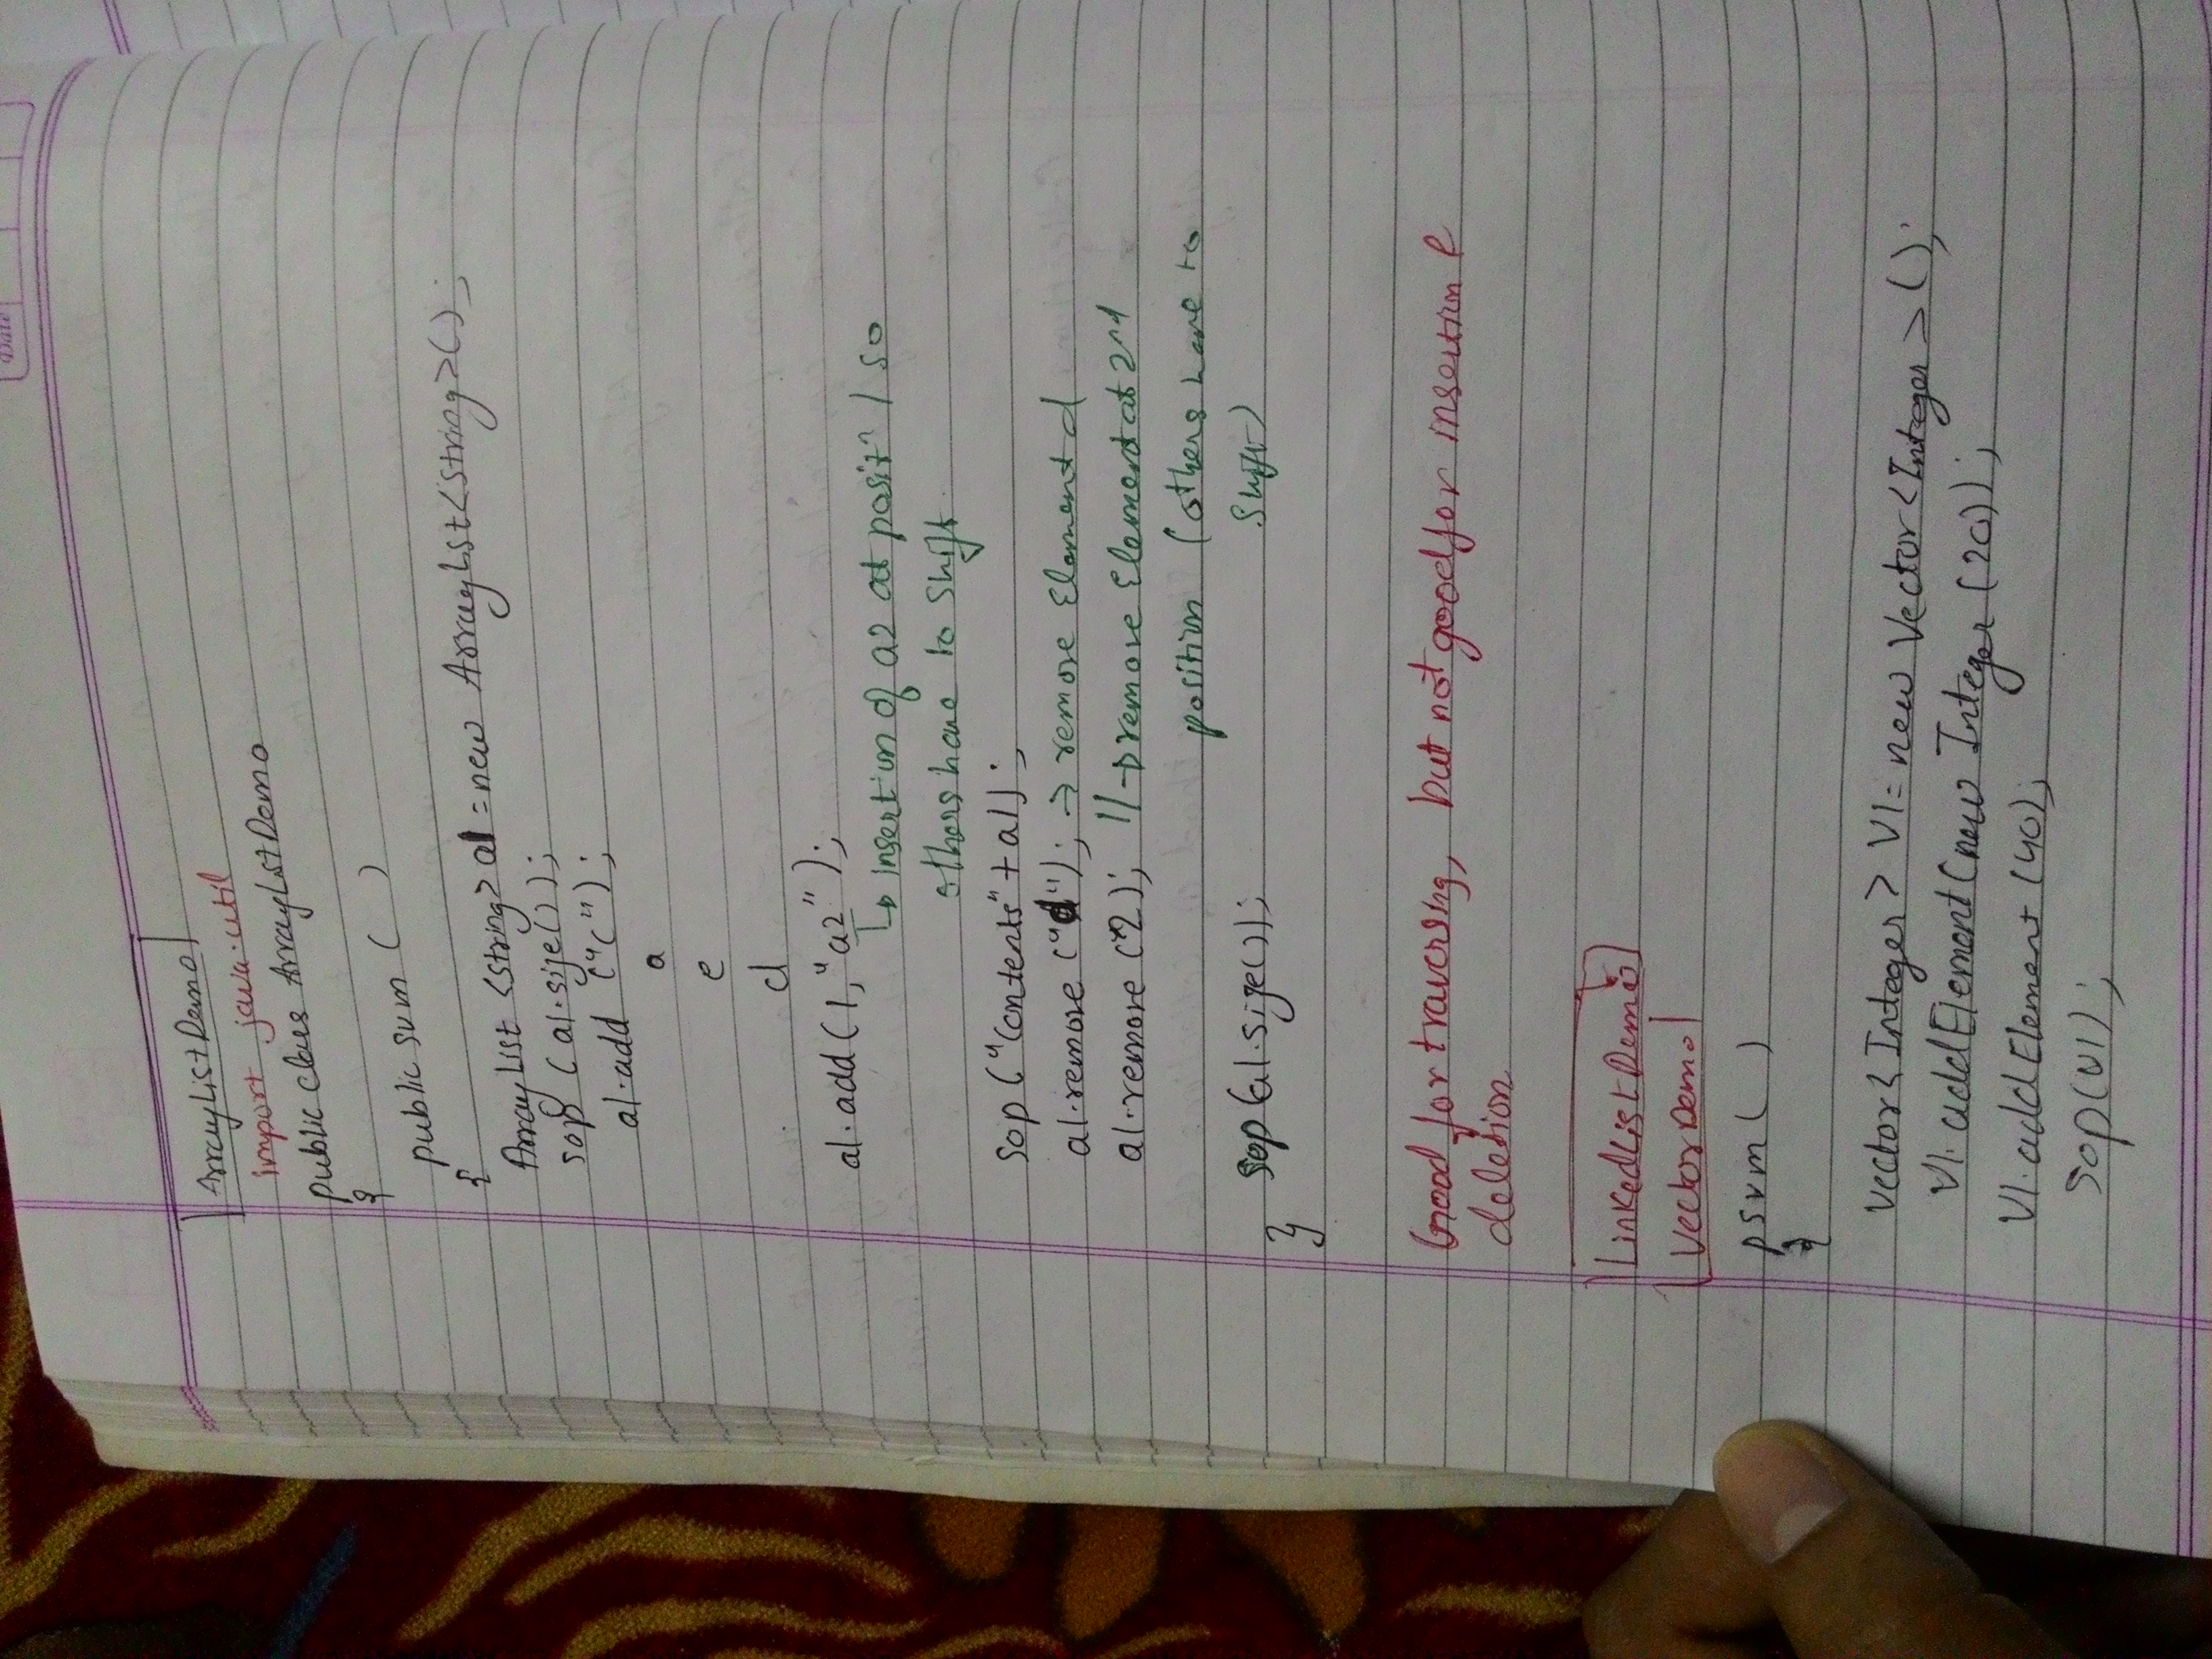 Date
ArrayListDemo
import java.util
public class ArrayListDemo
{
public svm ( )
{
ArrayList <String> al = new ArrayList<String>();
sop (al.size());
al.add ("c");
a
e
d
al.add(1,"a2");
↳ insertion of a2 at positn 1 so
others have to shift.
sop ("Contents" + al);
al.remove ("d"); → remove Element d
al.remove (2); //→ remove Element at 2nd
position (others have to
shift)
sop(al.size());
}
Good for traversing, but not good for insertion &
deletion
LinkedListDemo
VectorDemo
psvm ( )
{
Vector<Integer> V1 = new Vector<Integer>();
V1.addElement(new Integer(20));
V1.addElement (40);
sop(V1);